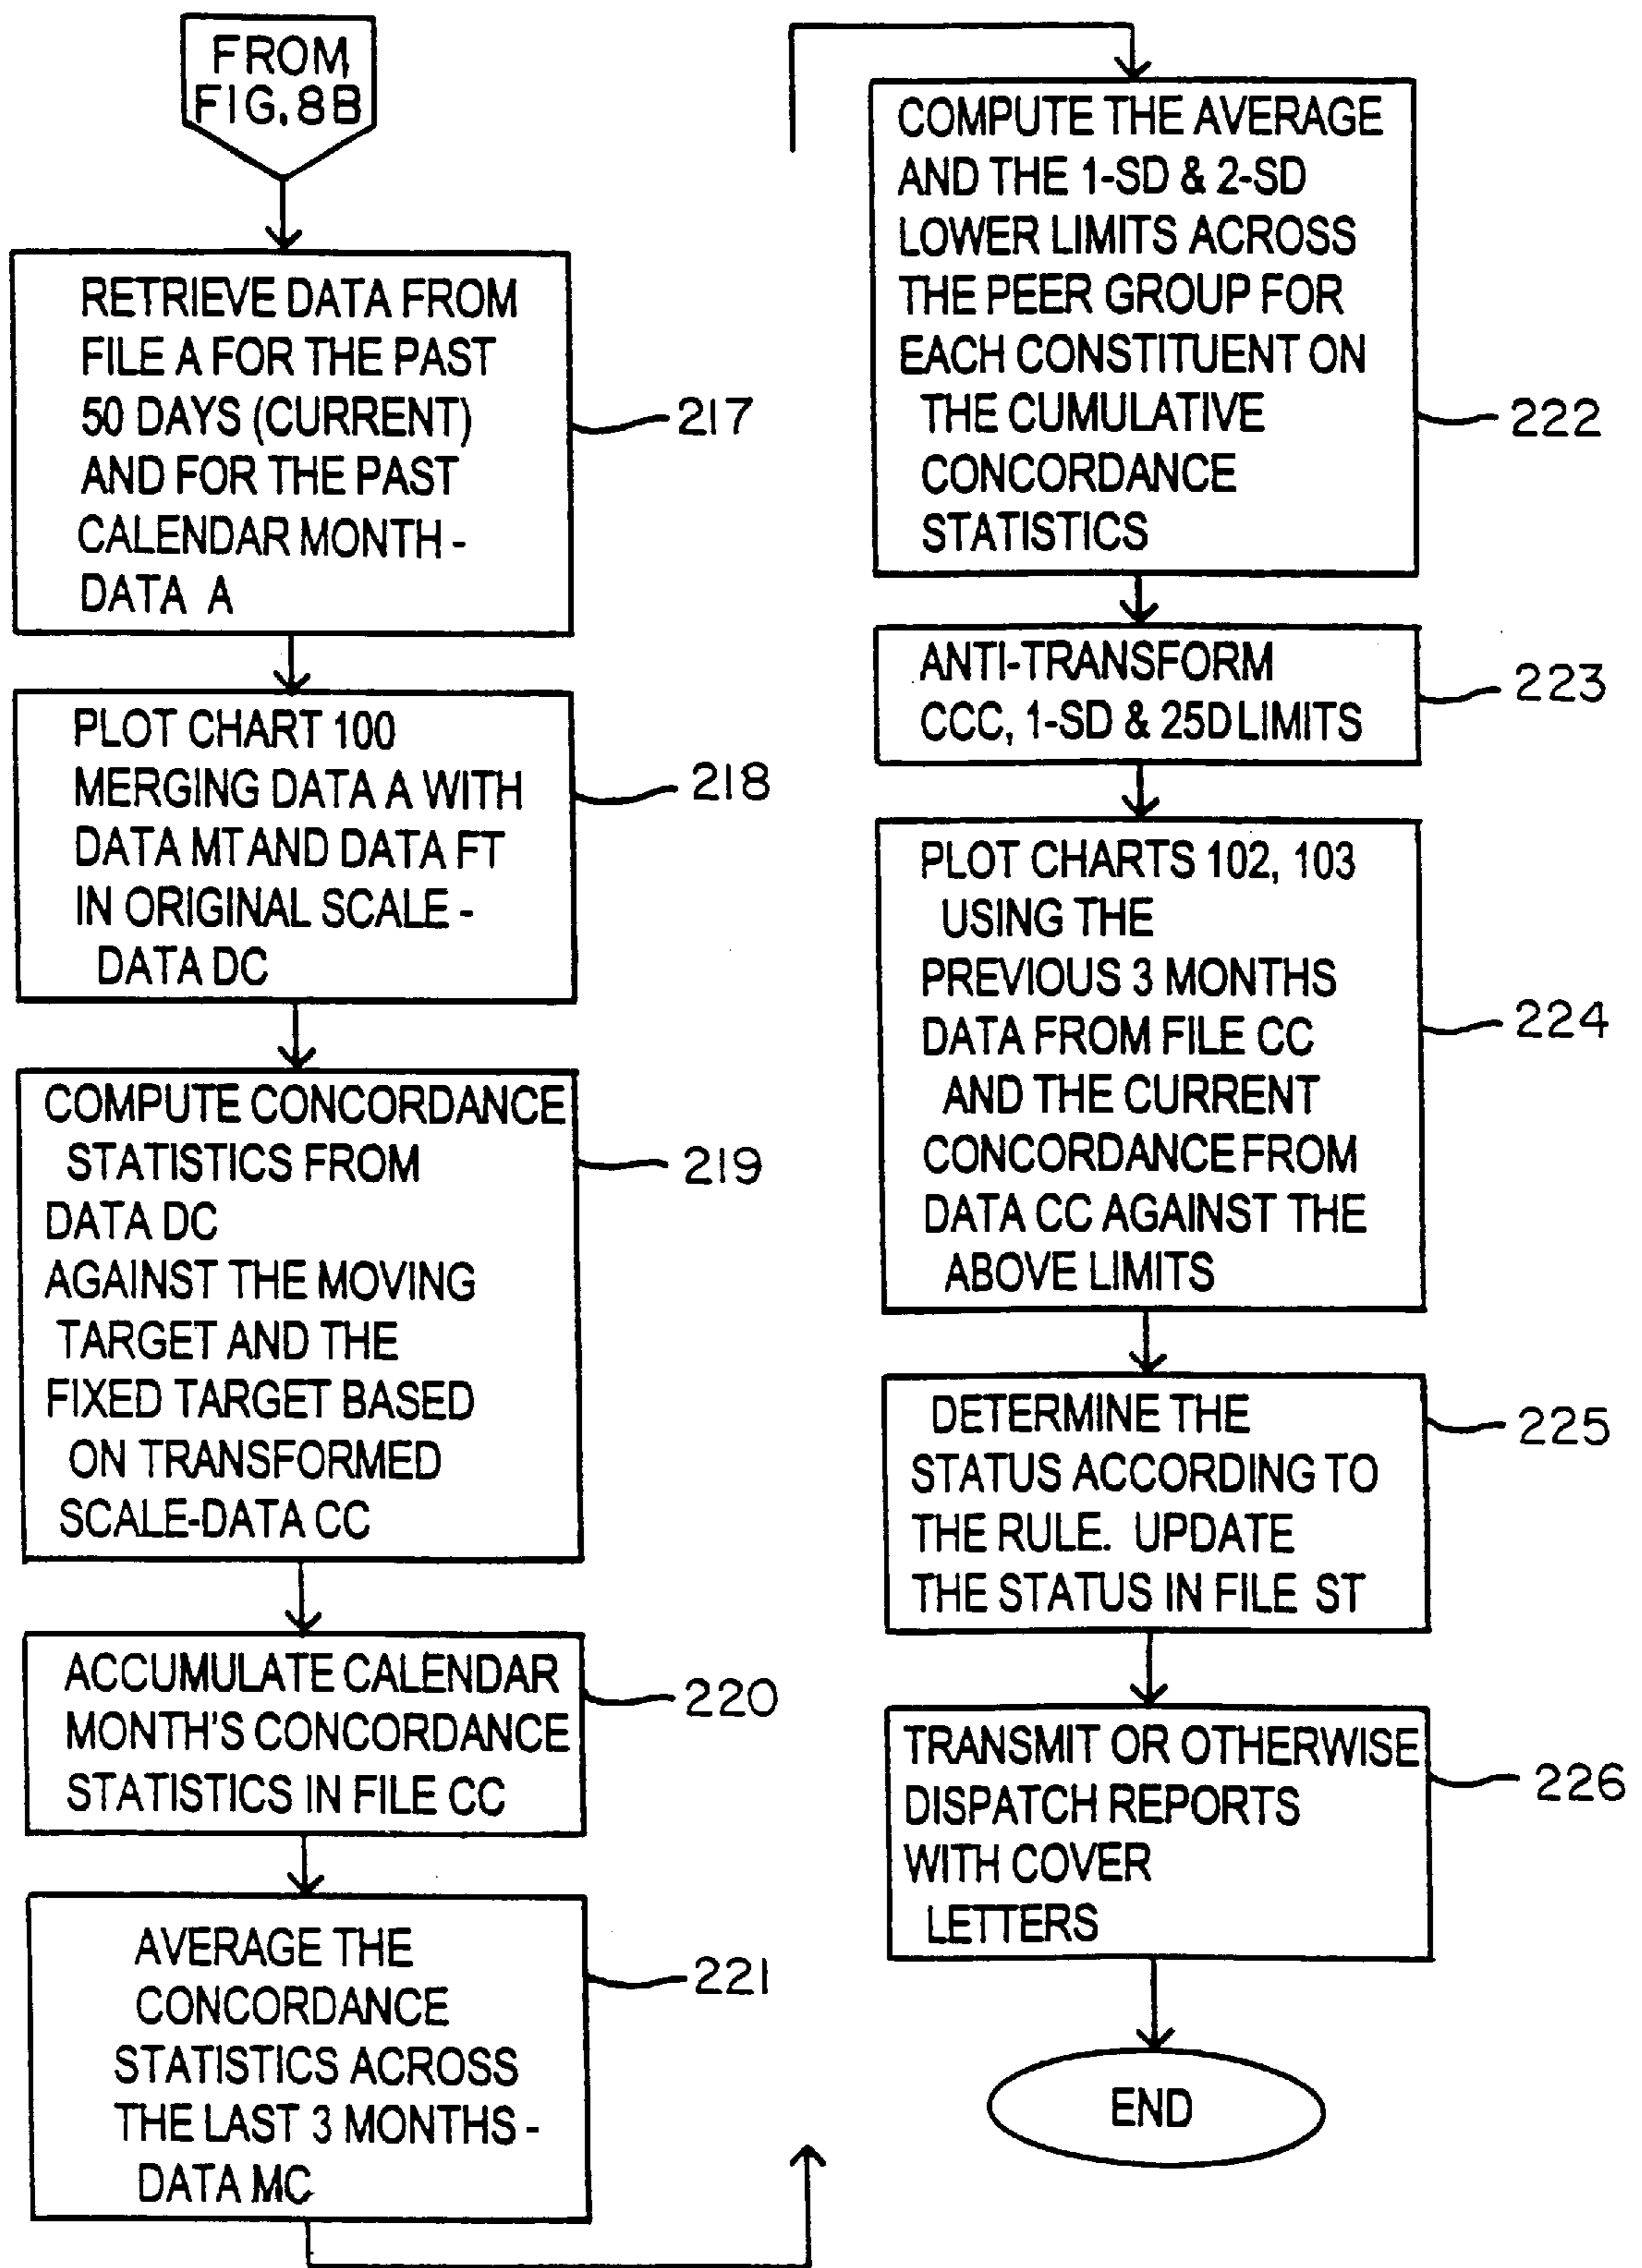 FROM
FIG. 8B
RETRIEVE DATA FROM
FILE A FOR THE PAST
50 DAYS (CURRENT)
AND FOR THE PAST
CALENDAR MONTH -
DATA A
217
PLOT CHART 100
MERGING DATA A WITH
DATA MT AND DATA FT
IN ORIGINAL SCALE -
DATA DC
218
COMPUTE CONCORDANCE
STATISTICS FROM
DATA DC
AGAINST THE MOVING
TARGET AND THE
FIXED TARGET BASED
ON TRANSFORMED
SCALE-DATA CC
219
ACCUMULATE CALENDAR
MONTH'S CONCORDANCE
STATISTICS IN FILE CC
220
AVERAGE THE
CONCORDANCE
STATISTICS ACROSS
THE LAST 3 MONTHS -
DATA MC
221
COMPUTE THE AVERAGE
AND THE 1-SD & 2-SD
LOWER LIMITS ACROSS
THE PEER GROUP FOR
EACH CONSTITUENT ON
THE CUMULATIVE
CONCORDANCE
STATISTICS
222
ANTI-TRANSFORM
CCC, 1-SD & 25D LIMITS
223
PLOT CHARTS 102, 103
USING THE
PREVIOUS 3 MONTHS
DATA FROM FILE CC
AND THE CURRENT
CONCORDANCE FROM
DATA CC AGAINST THE
ABOVE LIMITS
224
DETERMINE THE
STATUS ACCORDING TO
THE RULE. UPDATE
THE STATUS IN FILE ST
225
TRANSMIT OR OTHERWISE
DISPATCH REPORTS
WITH COVER
LETTERS
226
END